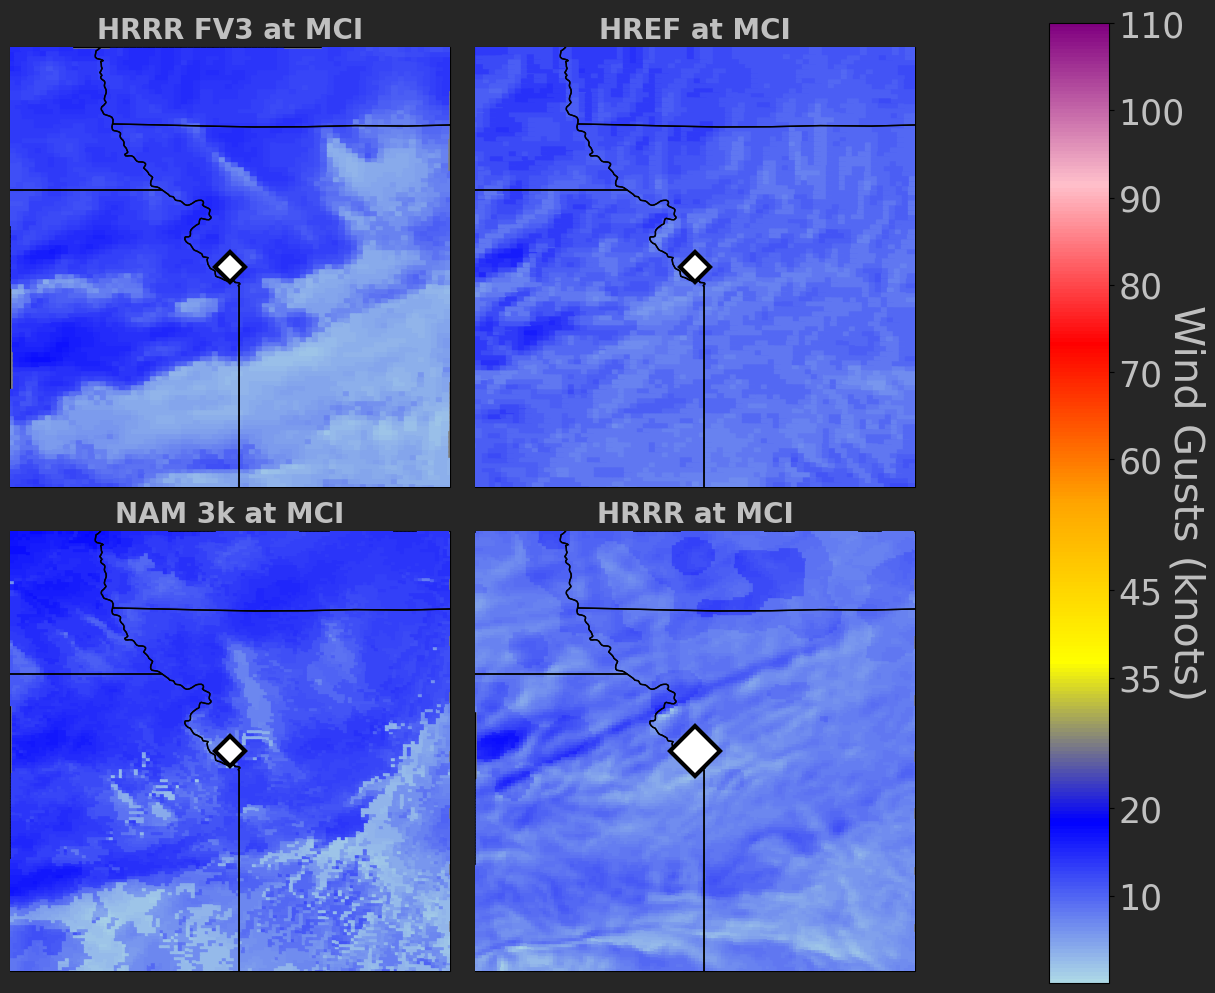 HRRR FV3 at MCI
HREF at MCI
NAM 3k at MCI
HRRR at MCI
110
100
90
80
70
60
45
35
20
10
Wind Gusts (knots)